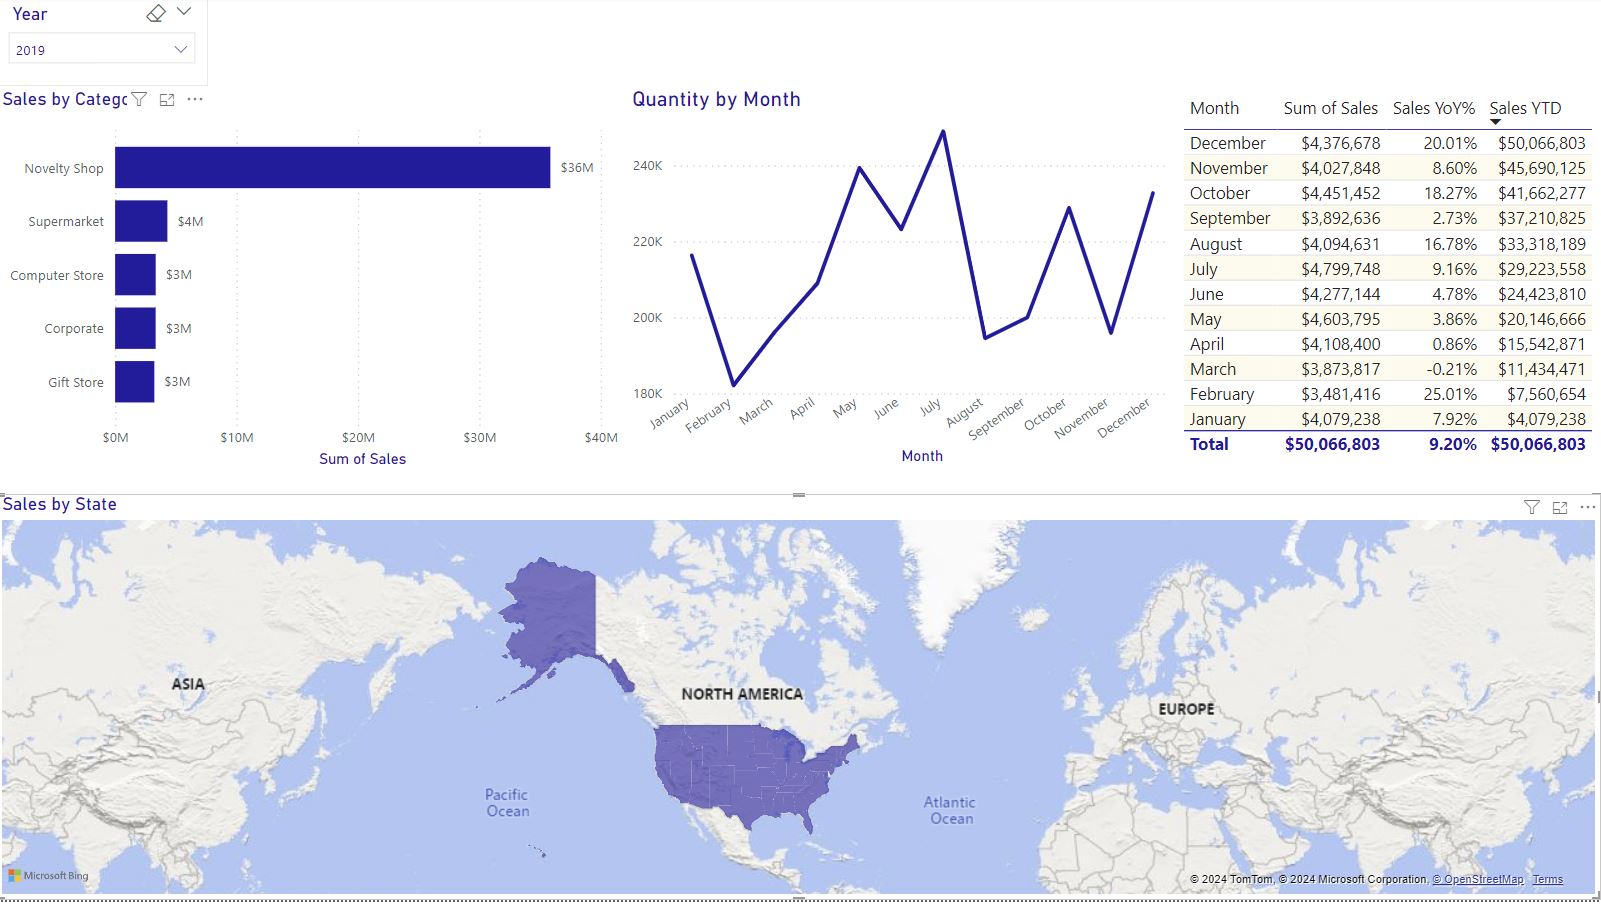 Year
2019
Sales by Catego
Novelty Shop $36M
Supermarket $4M
Computer Store $3M
Corporate $3M
Gift Store $3M
$0M $10M $20M $30M $40M
Sum of Sales
Quantity by Month
240K
220K
200K
180K
January February March April May June July August September October November December
Month
Month Sum of Sales Sales YoY% Sales YTD
December $4,376,678 20.01% $50,066,803
November $4,027,848 8.60% $45,690,125
October $4,451,452 18.27% $41,662,277
September $3,892,636 2.73% $37,210,825
August $4,094,631 16.78% $33,318,189
July $4,799,748 9.16% $29,223,558
June $4,277,144 4.78% $24,423,810
May $4,603,795 3.86% $20,146,666
April $4,108,400 0.86% $15,542,871
March $3,873,817 -0.21% $11,434,471
February $3,481,416 25.01% $7,560,654
January $4,079,238 7.92% $4,079,238
Total $50,066,803 9.20% $50,066,803
Sales by State
ASIA
NORTH AMERICA
EUROPE
Pacific
Ocean
Atlantic
Ocean
Microsoft Bing
© 2024 TomTom, © 2024 Microsoft Corporation, © OpenStreetMap Terms